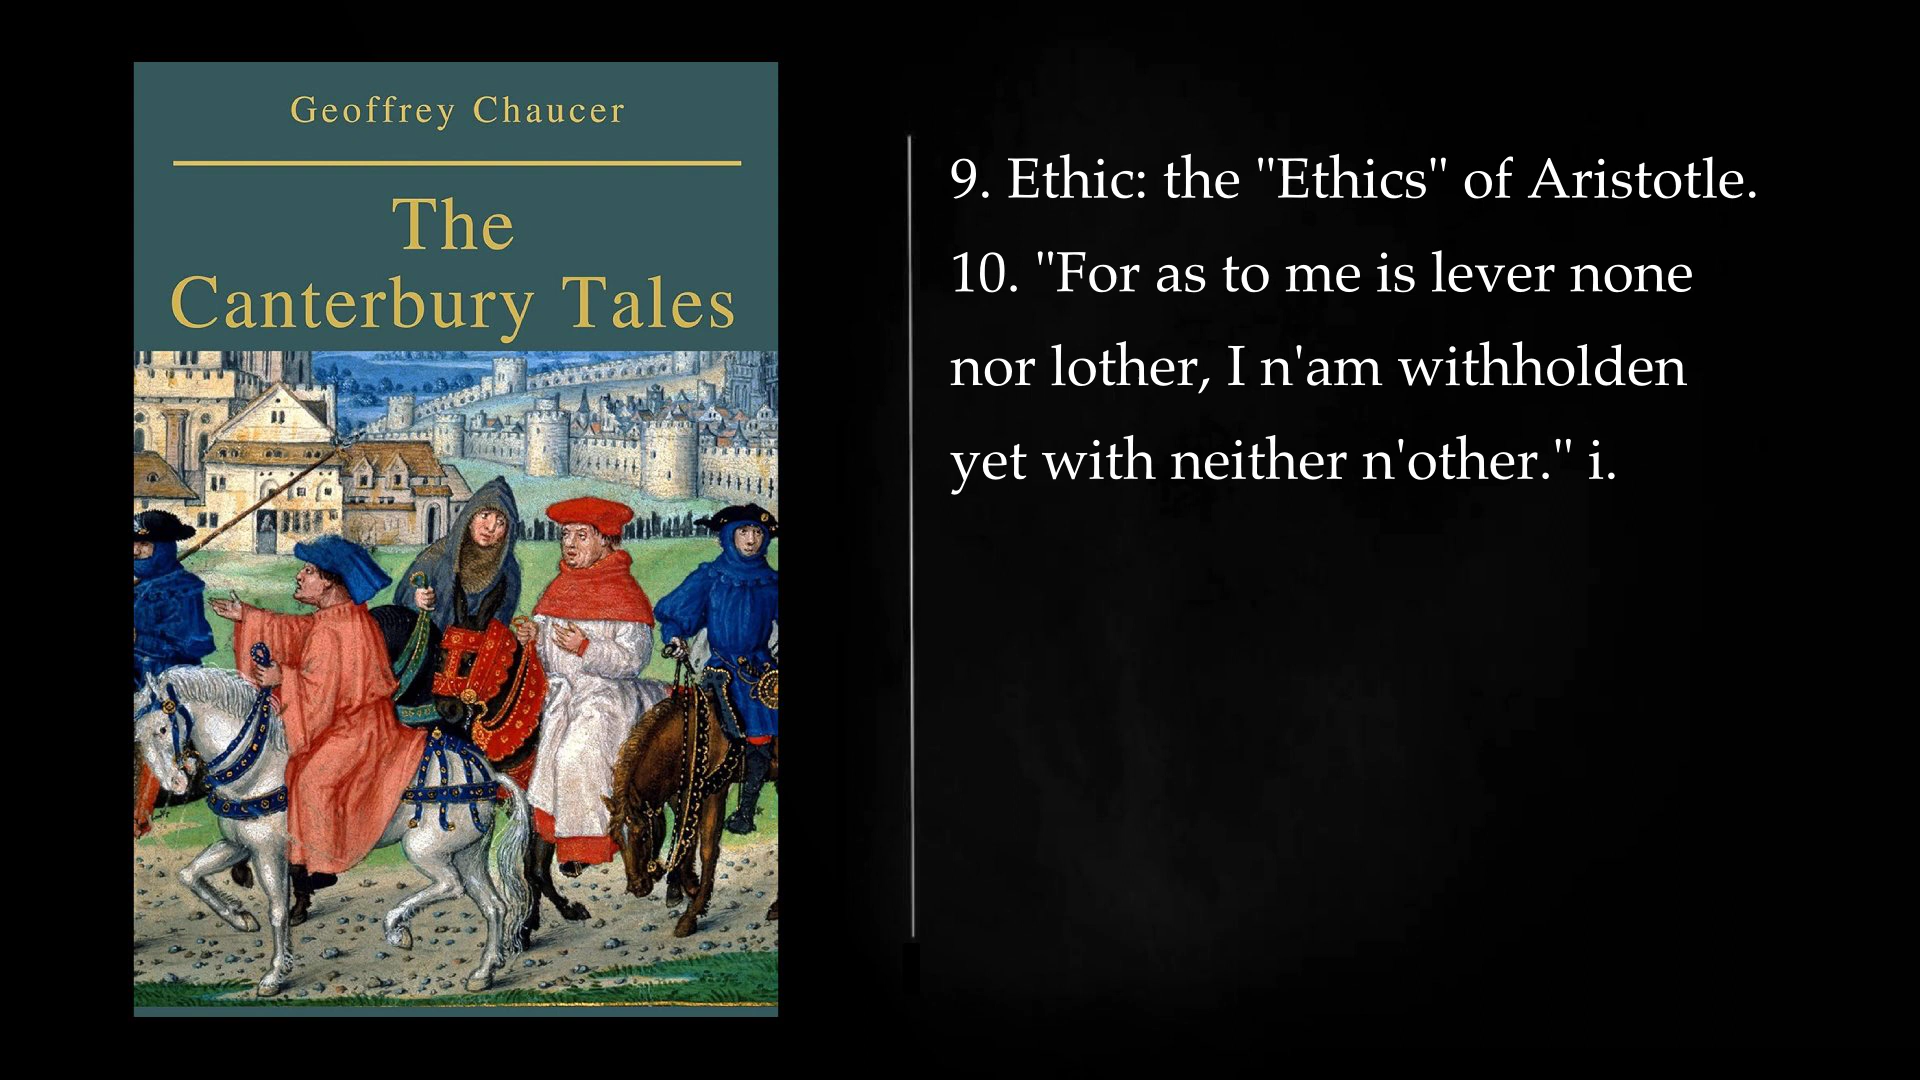 Geoffrey Chaucer
The
Canterbury Tales
9. Ethic: the "Ethics" of Aristotle.
10. "For as to me is lever none
nor lother, I n'am withholden
yet with neither n'other." i.